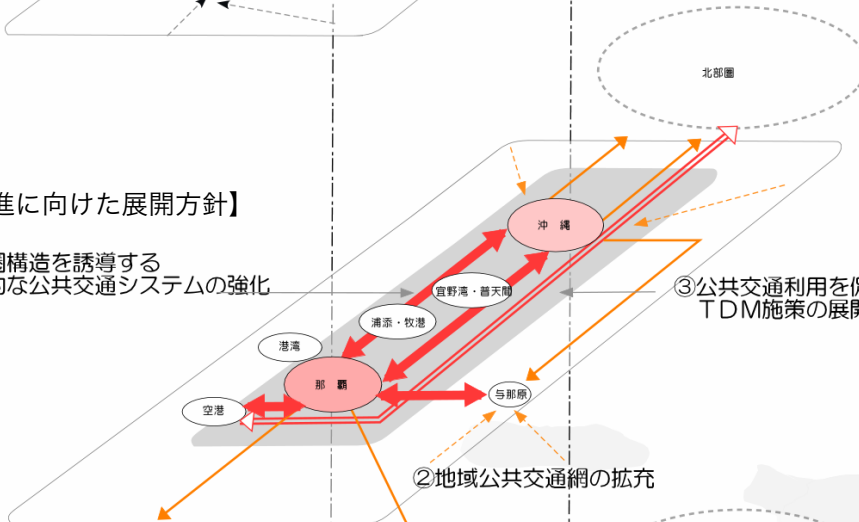 北部圏
進に向けた展開方針】
沖 縄
構造を誘導する
な公共交通システムの強化
宜野湾・普天間
③公共交通利用を
TDM施策の展開
浦添・牧港
港湾
那 覇
与那原
空港
②地域公共交通網の拡充